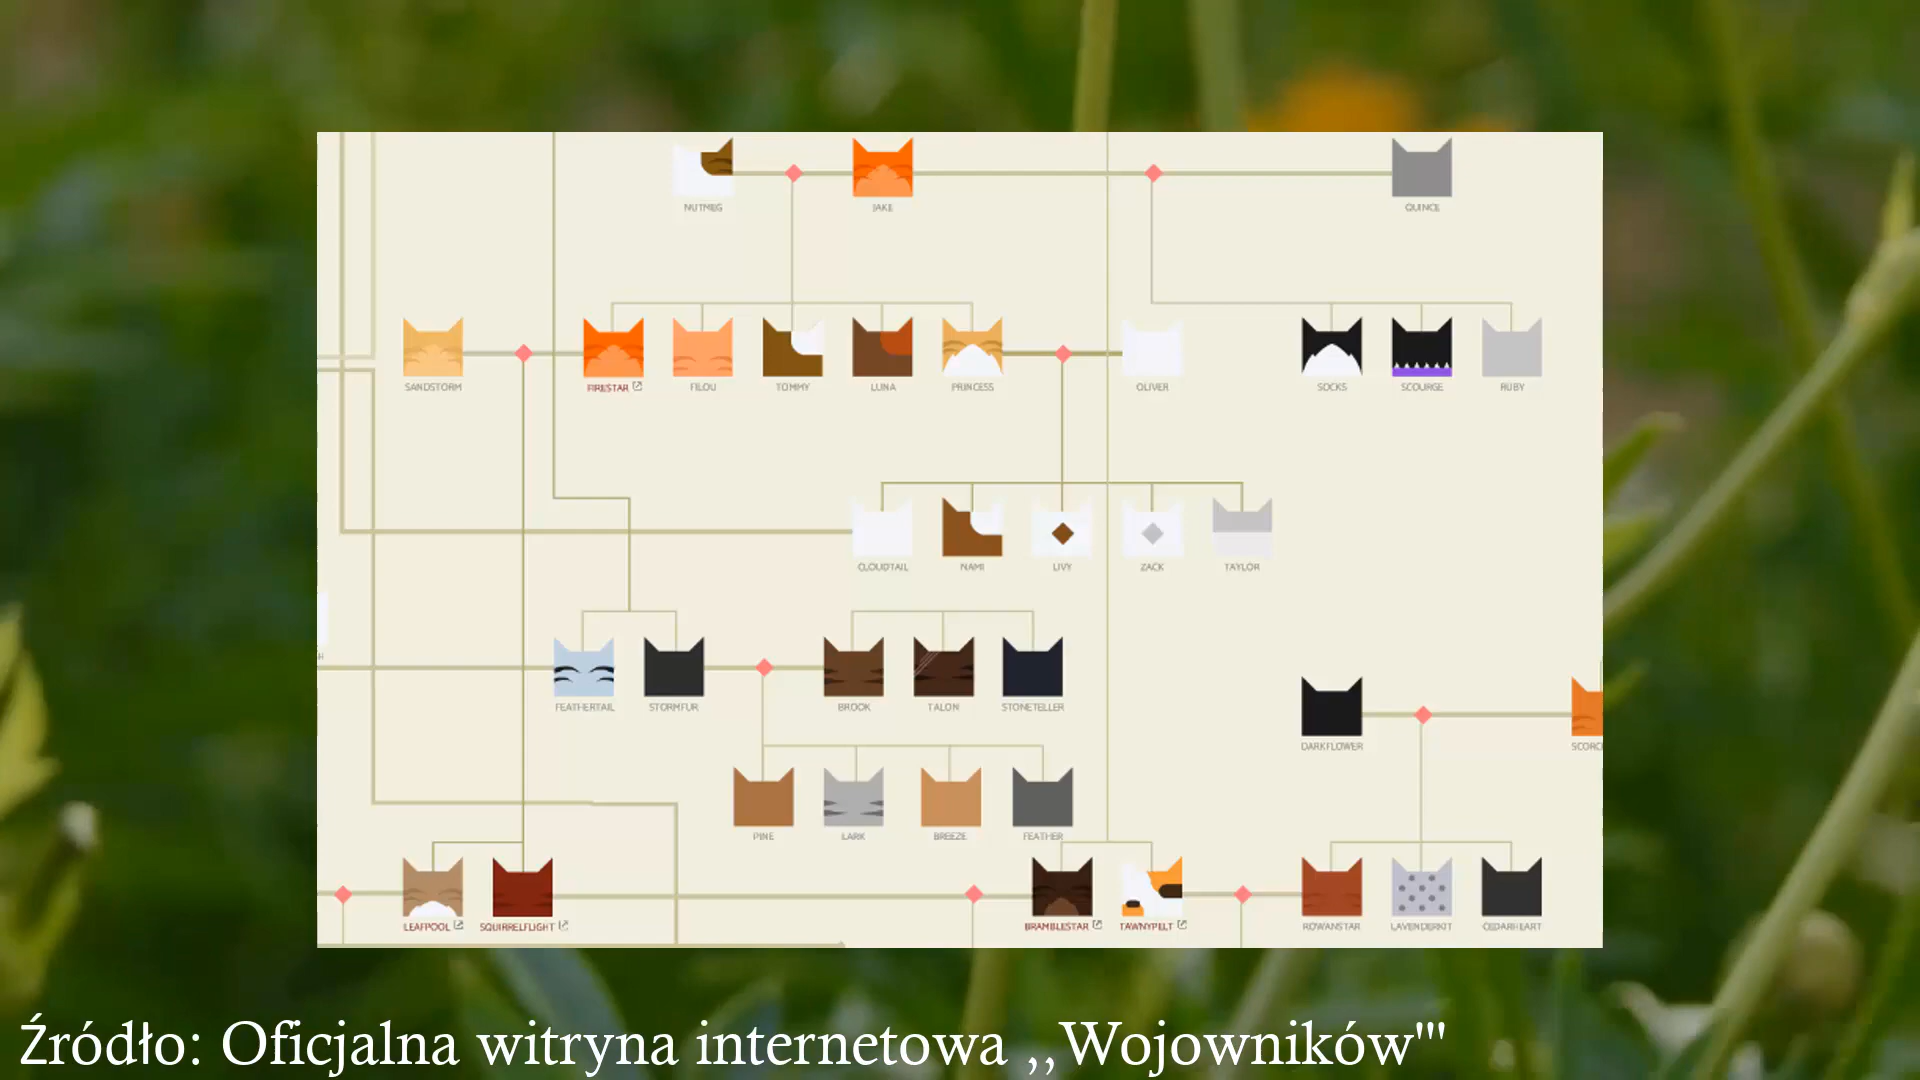 NUTMEG JAKE QUINCE
SANDSTORM FIRESTAR FILOU TOMMY LUNA PRINCESS OLIVER SOCKS SCOURGE RUBY
CLOUDTAIL NAMI LIVY ZACK TAYLOR
FEATHERTAIL STORMFUR BROOK TALON STONETELLER
DARKFLOWER SCORC
PINE LARK BREEZE FEATHER
LEAFPOOL SQUIRRELFLIGHT BRAMBLESTAR TAWNYPELT ROWANSTAR LAVENDERKIT CEDARHEART
Źródło: Oficjalna witryna internetowa ,,Wojowników'"